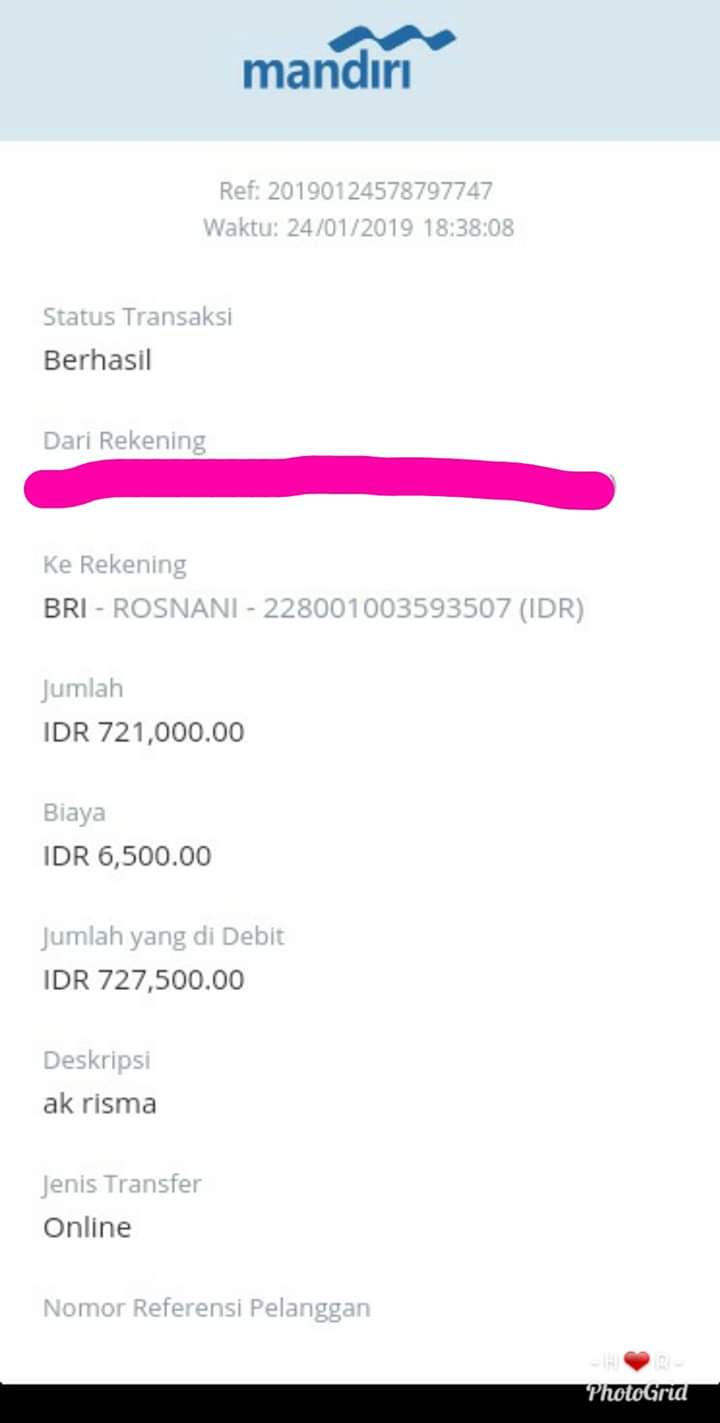 mandiri
Ref: 20190124578797747
Waktu: 24/01/2019 18:38:08
Status Transaksi
Berhasil
Dari Rekening
Ke Rekening
BRI - ROSNANI - 228001003593507 (IDR)
Jumlah
IDR 721,000.00
Biaya
IDR 6,500.00
Jumlah yang di Debit
IDR 727,500.00
Deskripsi
ak risma
Jenis Transfer
Online
Nomor Referensi Pelanggan
PhotoGrid